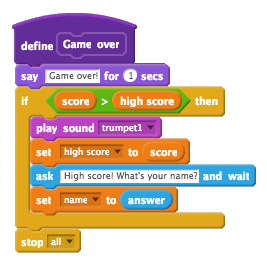 define Game over
say Game over! for 1 secs
if score > high score then
play sound trumpet1
set high score to score
ask High score! What's your name? and wait
set name to answer
stop all